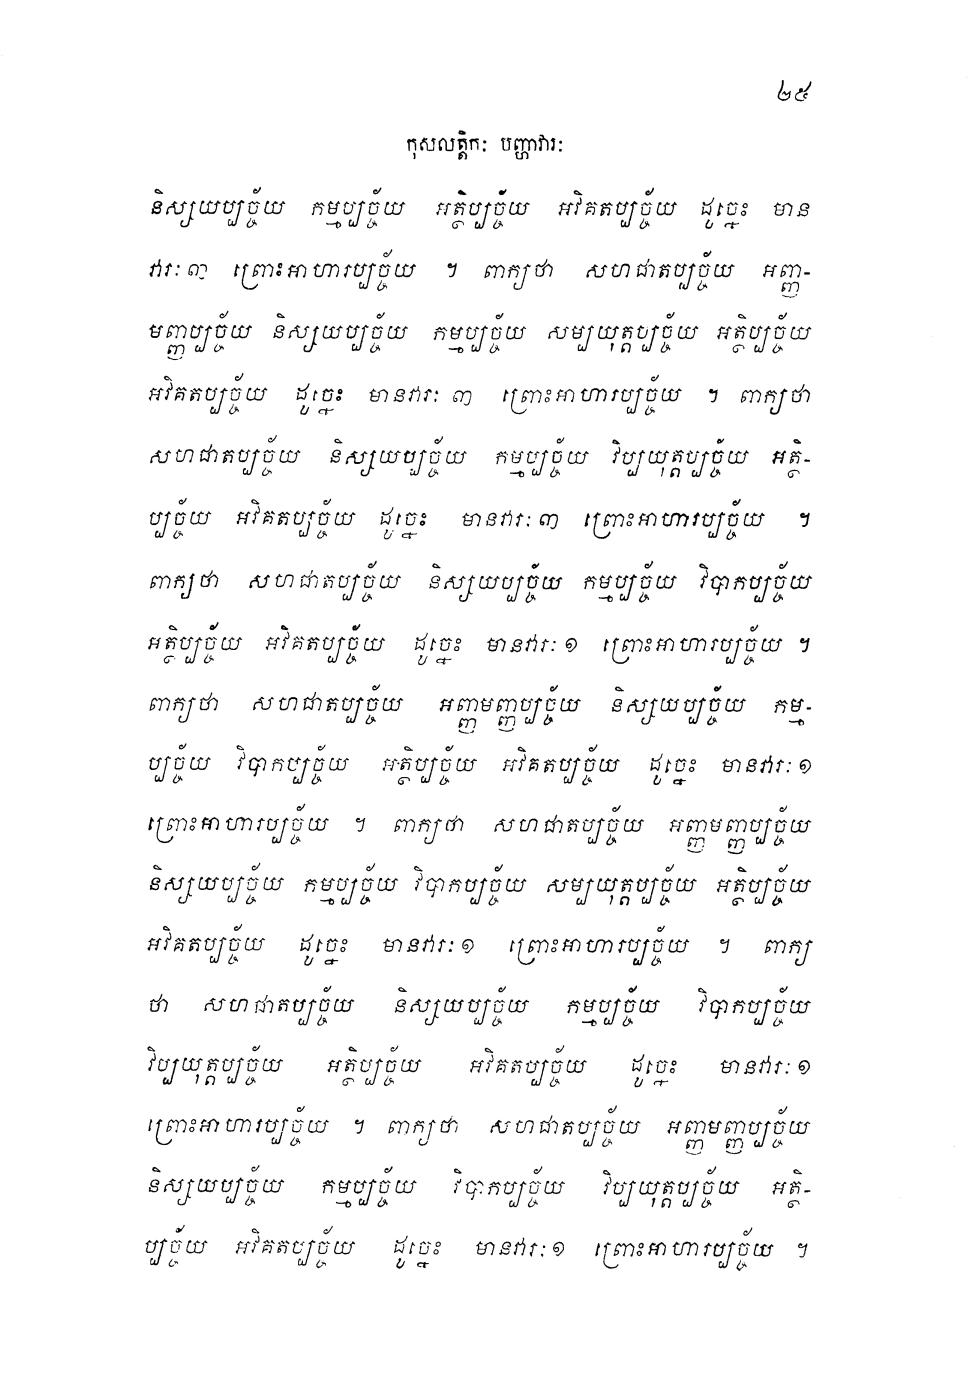 ២៥
កុសលត្តិកៈ បញ្ហាវារៈ
និស្សយប្បច្ច័យ កម្មប្បច្ច័យ អត្ថិប្បច្ច័យ អវិគតប្បច្ច័យ ដូច្នេះ មាន
វារៈ ៣ ព្រោះអាហារប្បច្ច័យ ។ ពាក្យថា សហជាតប្បច្ច័យ អញ្ញ-
មញ្ញប្បច្ច័យ និស្សយប្បច្ច័យ កម្មប្បច្ច័យ សម្បយុត្តប្បច្ច័យ អត្ថិប្បច្ច័យ
អវិគតប្បច្ច័យ ដូច្នេះ មានវារៈ ៣ ព្រោះអាហារប្បច្ច័យ ។ ពាក្យថា
សហជាតប្បច្ច័យ និស្សយប្បច្ច័យ កម្មប្បច្ច័យ វិប្បយុត្តប្បច្ច័យ អត្ថិ-
ប្បច្ច័យ អវិគតប្បច្ច័យ ដូច្នេះ មានវារៈ ៣ ព្រោះអាហារប្បច្ច័យ ។
ពាក្យថា សហជាតប្បច្ច័យ និស្សយប្បច្ច័យ កម្មប្បច្ច័យ វិបាកប្បច្ច័យ
អត្ថិប្បច្ច័យ អវិគតប្បច្ច័យ ដូច្នេះ មានវារៈ ១ ព្រោះអាហារប្បច្ច័យ ។
ពាក្យថា សហជាតប្បច្ច័យ អញ្ញមញ្ញប្បច្ច័យ និស្សយប្បច្ច័យ កម្ម-
ប្បច្ច័យ វិបាកប្បច្ច័យ អត្ថិប្បច្ច័យ អវិគតប្បច្ច័យ ដូច្នេះ មានវារៈ ១
ព្រោះអាហារប្បច្ច័យ ។ ពាក្យថា សហជាតប្បច្ច័យ អញ្ញមញ្ញប្បច្ច័យ
និស្សយប្បច្ច័យ កម្មប្បច្ច័យ វិបាកប្បច្ច័យ សម្បយុត្តប្បច្ច័យ អត្ថិប្បច្ច័យ
អវិគតប្បច្ច័យ ដូច្នេះ មានវារៈ ១ ព្រោះអាហារប្បច្ច័យ ។ ពាក្យ
ថា សហជាតប្បច្ច័យ និស្សយប្បច្ច័យ កម្មប្បច្ច័យ វិបាកប្បច្ច័យ
វិប្បយុត្តប្បច្ច័យ អត្ថិប្បច្ច័យ អវិគតប្បច្ច័យ ដូច្នេះ មានវារៈ ១
ព្រោះអាហារប្បច្ច័យ ។ ពាក្យថា សហជាតប្បច្ច័យ អញ្ញមញ្ញប្បច្ច័យ
និស្សយប្បច្ច័យ កម្មប្បច្ច័យ វិបាកប្បច្ច័យ វិប្បយុត្តប្បច្ច័យ អត្ថិ-
ប្បច្ច័យ អវិគតប្បច្ច័យ ដូច្នេះ មានវារៈ ១ ព្រោះអាហារប្បច្ច័យ ។